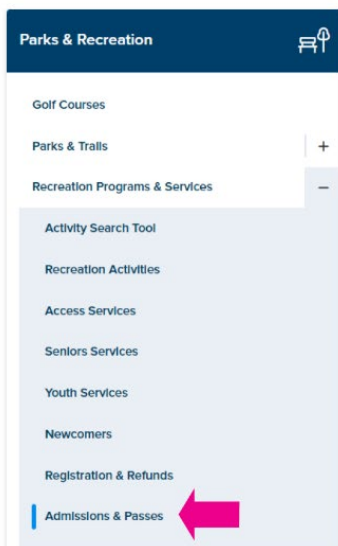 Parks & Recreation
Golf Courses
Parks & Trails +
Recreation Programs & Services −
Activity Search Tool
Recreation Activities
Access Services
Seniors Services
Youth Services
Newcomers
Registration & Refunds
Admissions & Passes